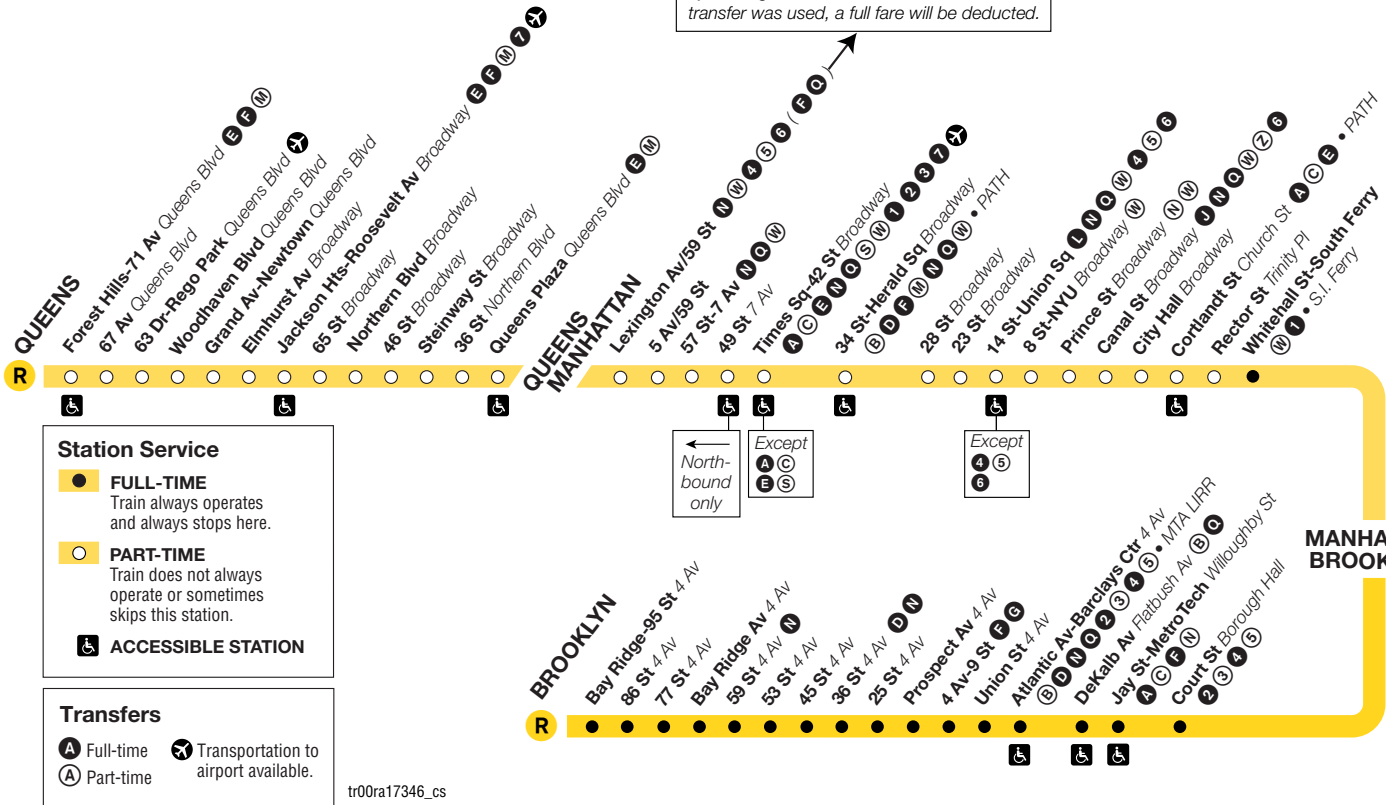 transfer was used, a full fare will be deducted.
QUEENS
R
Forest Hills-71 Av Queens Blvd E F M
67 Av Queens Blvd
63 Dr-Rego Park Queens Blvd
Woodhaven Blvd Queens Blvd
Grand Av-Newtown Queens Blvd
Elmhurst Av Broadway
Jackson Hts-Roosevelt Av Broadway E F M 7
65 St Broadway
Northern Blvd Broadway
46 St Broadway
Steinway St Broadway
36 St Northern Blvd
Queens Plaza Queens Blvd E M
QUEENS
MANHATTAN
Lexington Av/59 St N W 4 5 6 ( F Q )
5 Av/59 St
57 St-7 Av N Q W
49 St 7 Av
Times Sq-42 St Broadway
A C E N Q S W 1 2 3 7
34 St-Herald Sq Broadway
B D F M N Q W • PATH
28 St Broadway
23 St Broadway
14 St-Union Sq L N Q W 4 5 6
8 St-NYU Broadway W
Prince St Broadway N W
Canal St Broadway J N Q W Z 6
City Hall Broadway
Cortlandt St Church St A C E • PATH
Rector St Trinity Pl
Whitehall St-South Ferry
W 1 • S.I. Ferry
North-
bound
only
Except
A C
E S
Except
4 5
6
Station Service
FULL-TIME
Train always operates
and always stops here.
PART-TIME
Train does not always
operate or sometimes
skips this station.
ACCESSIBLE STATION
Transfers
A Full-time
A Part-time
Transportation to
airport available.
tr00ra17346_cs
MANHA
BROOK
BROOKLYN
R
Bay Ridge-95 St 4 Av
86 St 4 Av
77 St 4 Av
Bay Ridge Av 4 Av
59 St 4 Av N
53 St 4 Av
45 St 4 Av
36 St 4 Av D N
25 St 4 Av
Prospect Av 4 Av
4 Av-9 St F G
Union St 4 Av
Atlantic Av-Barclays Ctr 4 Av
B D N Q 2 3 4 5 • MTA LIRR
DeKalb Av Flatbush Av B Q
Jay St-MetroTech Willoughby St
A C F N
Court St Borough Hall
2 3 4 5